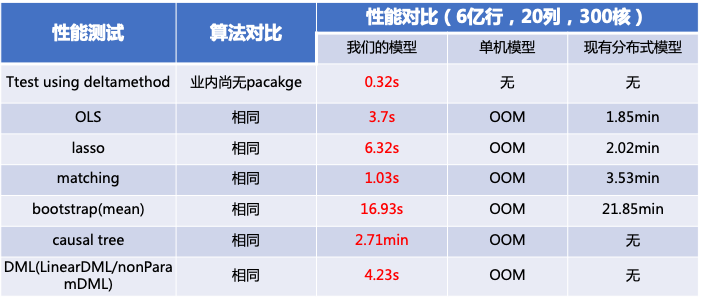 性能测试 算法对比 性能对比（6亿行，20列，300核）
我们的模型 单机模型 现有分布式模型
Ttest using deltamethod 业内尚无pacakge 0.32s 无 无
OLS 相同 3.7s OOM 1.85min
lasso 相同 6.32s OOM 2.02min
matching 相同 1.03s OOM 3.53min
bootstrap(mean) 相同 16.93s OOM 21.85min
causal tree 相同 2.71min OOM 无
DML(LinearDML/nonPara
mDML) 相同 4.23s OOM 无